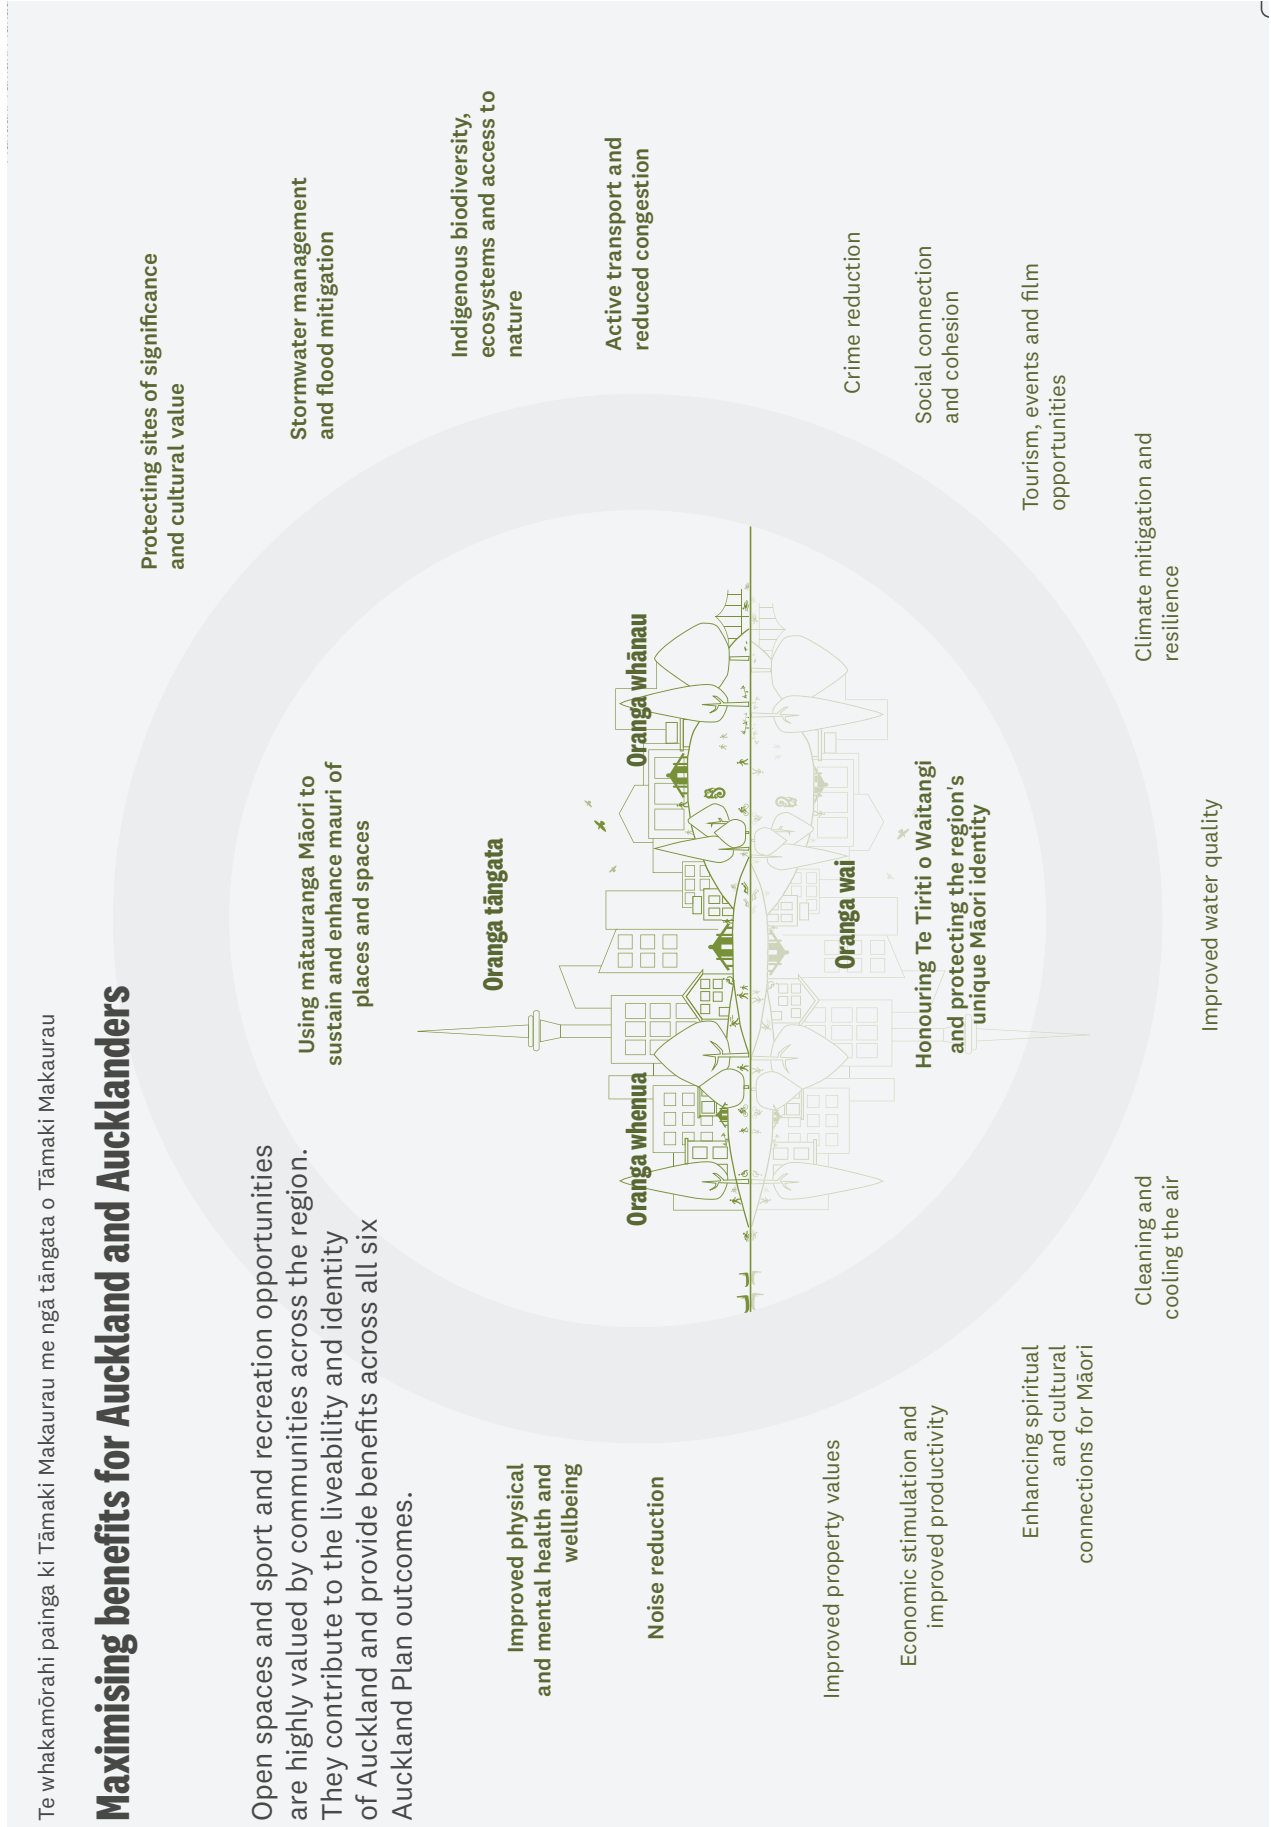 Te whakamōrahi painga ki Tāmaki Makaurau me ngā tāngata o Tāmaki Makaurau
Maximising benefits for Auckland and Aucklanders
Open spaces and sport and recreation opportunities
are highly valued by communities across the region.
They contribute to the liveability and identity
of Auckland and provide benefits across all six
Auckland Plan outcomes.
Protecting sites of significance
and cultural value
Stormwater management
and flood mitigation
Indigenous biodiversity,
ecosystems and access to
nature
Active transport and
reduced congestion
Crime reduction
Social connection
and cohesion
Tourism, events and film
opportunities
Climate mitigation and
resilience
Improved water quality
Cleaning and
cooling the air
Enhancing spiritual
and cultural
connections for Māori
Economic stimulation and
improved productivity
Improved property values
Noise reduction
Improved physical
and mental health and
wellbeing
Using mātauranga Māori to
sustain and enhance mauri of
places and spaces
Oranga tāngata
Oranga whenua
Oranga whānau
Oranga wai
Honouring Te Tiriti o Waitangi
and protecting the region's
unique Māori identity